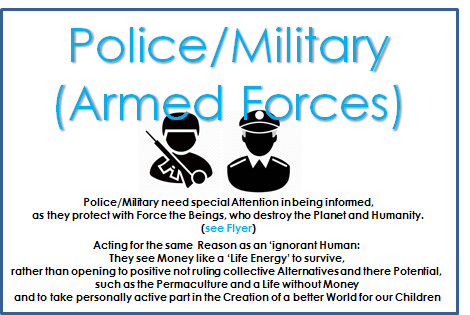 Police/Military
(Armed Forces)
Police/Military need special Attention in being informed,
as they protect with Force the Beings, who destroy the Planet and Humanity.
(see Flyer)
Acting for the same Reason as an 'ignorant Human:
They see Money like a 'Life Energy' to survive,
rather than opening to positive not ruling collective Alternatives and there Potential,
such as the Permaculture and a Life without Money
and to take personally active part in the Creation of a better World for our Children